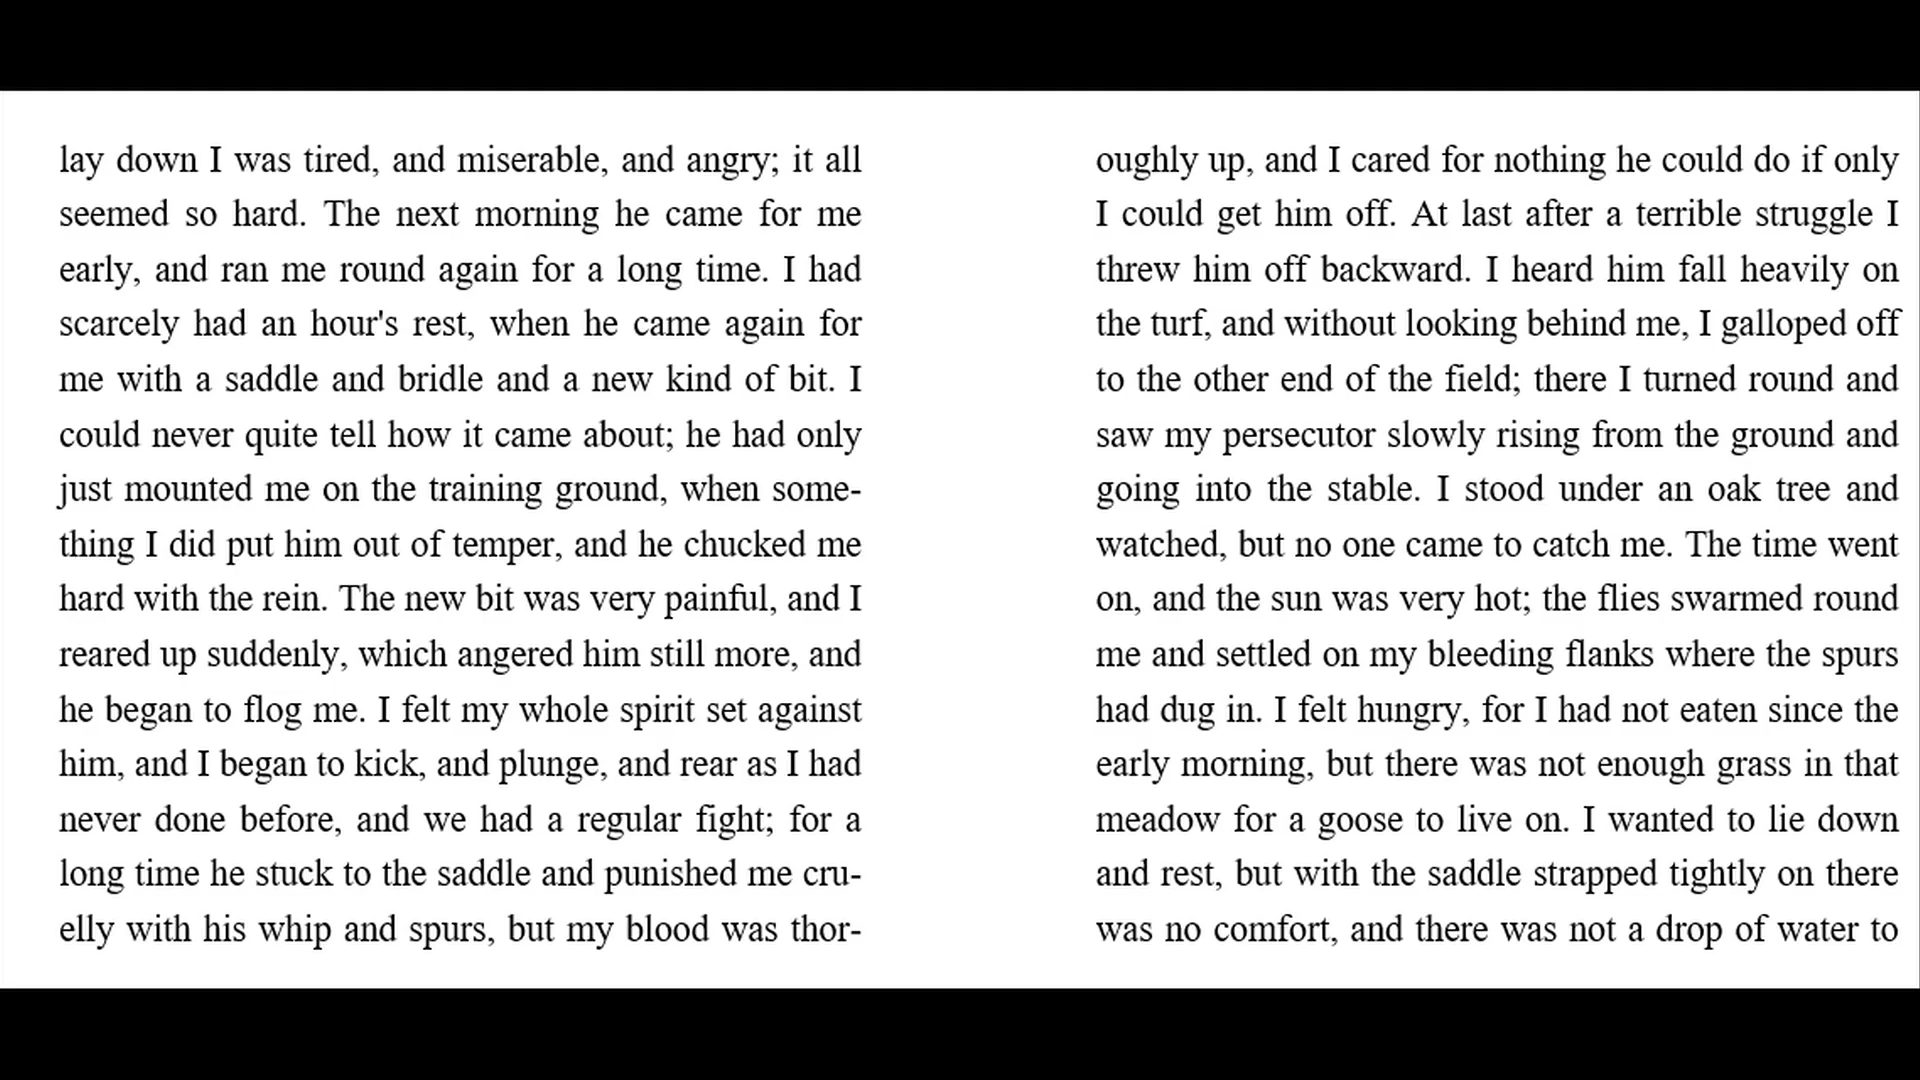 lay down I was tired, and miserable, and angry; it all
seemed so hard. The next morning he came for me
early, and ran me round again for a long time. I had
scarcely had an hour's rest, when he came again for
me with a saddle and bridle and a new kind of bit. I
could never quite tell how it came about; he had only
just mounted me on the training ground, when some-
thing I did put him out of temper, and he chucked me
hard with the rein. The new bit was very painful, and I
reared up suddenly, which angered him still more, and
he began to flog me. I felt my whole spirit set against
him, and I began to kick, and plunge, and rear as I had
never done before, and we had a regular fight; for a
long time he stuck to the saddle and punished me cru-
elly with his whip and spurs, but my blood was thor-
oughly up, and I cared for nothing he could do if only
I could get him off. At last after a terrible struggle I
threw him off backward. I heard him fall heavily on
the turf, and without looking behind me, I galloped off
to the other end of the field; there I turned round and
saw my persecutor slowly rising from the ground and
going into the stable. I stood under an oak tree and
watched, but no one came to catch me. The time went
on, and the sun was very hot; the flies swarmed round
me and settled on my bleeding flanks where the spurs
had dug in. I felt hungry, for I had not eaten since the
early morning, but there was not enough grass in that
meadow for a goose to live on. I wanted to lie down
and rest, but with the saddle strapped tightly on there
was no comfort, and there was not a drop of water to